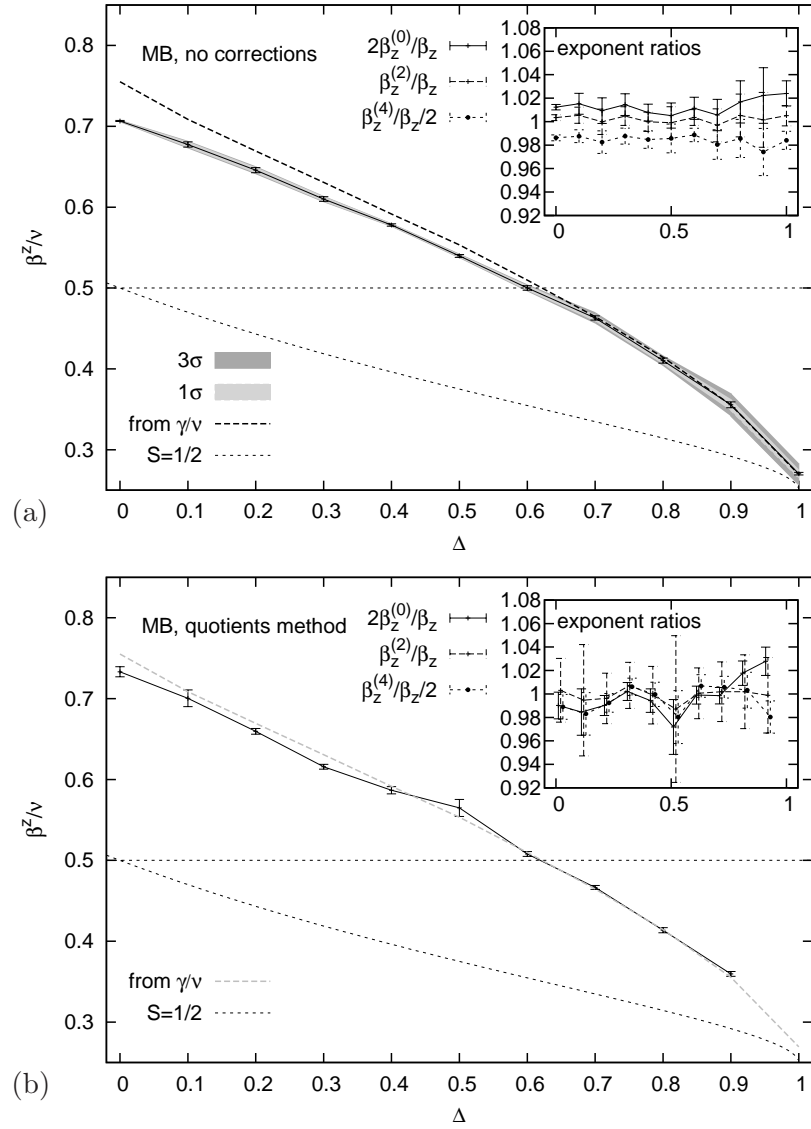 MB, no corrections
2β_z^{(0)}/β_z
β_z^{(2)}/β_z
β_z^{(4)}/β_z/2
exponent ratios
1.08
1.06
1.04
1.02
1
0.98
0.96
0.94
0.92
0 0.5 1
0.8
0.7
0.6
0.5
0.4
0.3
β^z/ν
3σ
1σ
from γ/ν
S=1/2
0 0.1 0.2 0.3 0.4 0.5 0.6 0.7 0.8 0.9 1
Δ
(a)
MB, quotients method
2β_z^{(0)}/β_z
β_z^{(2)}/β_z
β_z^{(4)}/β_z/2
exponent ratios
1.08
1.06
1.04
1.02
1
0.98
0.96
0.94
0.92
0 0.5 1
0.8
0.7
0.6
0.5
0.4
0.3
β^z/ν
from γ/ν
S=1/2
0 0.1 0.2 0.3 0.4 0.5 0.6 0.7 0.8 0.9 1
Δ
(b)